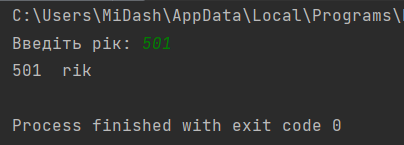 C:\Users\MiDash\AppData\Local\Programs\
Введіть рік: 501
501  rik
Process finished with exit code 0